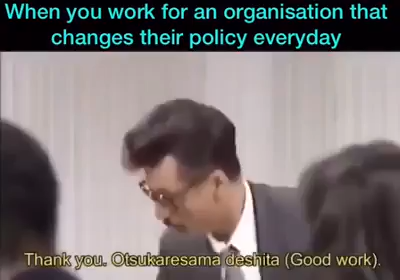 When you work for an organisation that
changes their policy everyday
Thank you. Otsukaresama deshita (Good work).